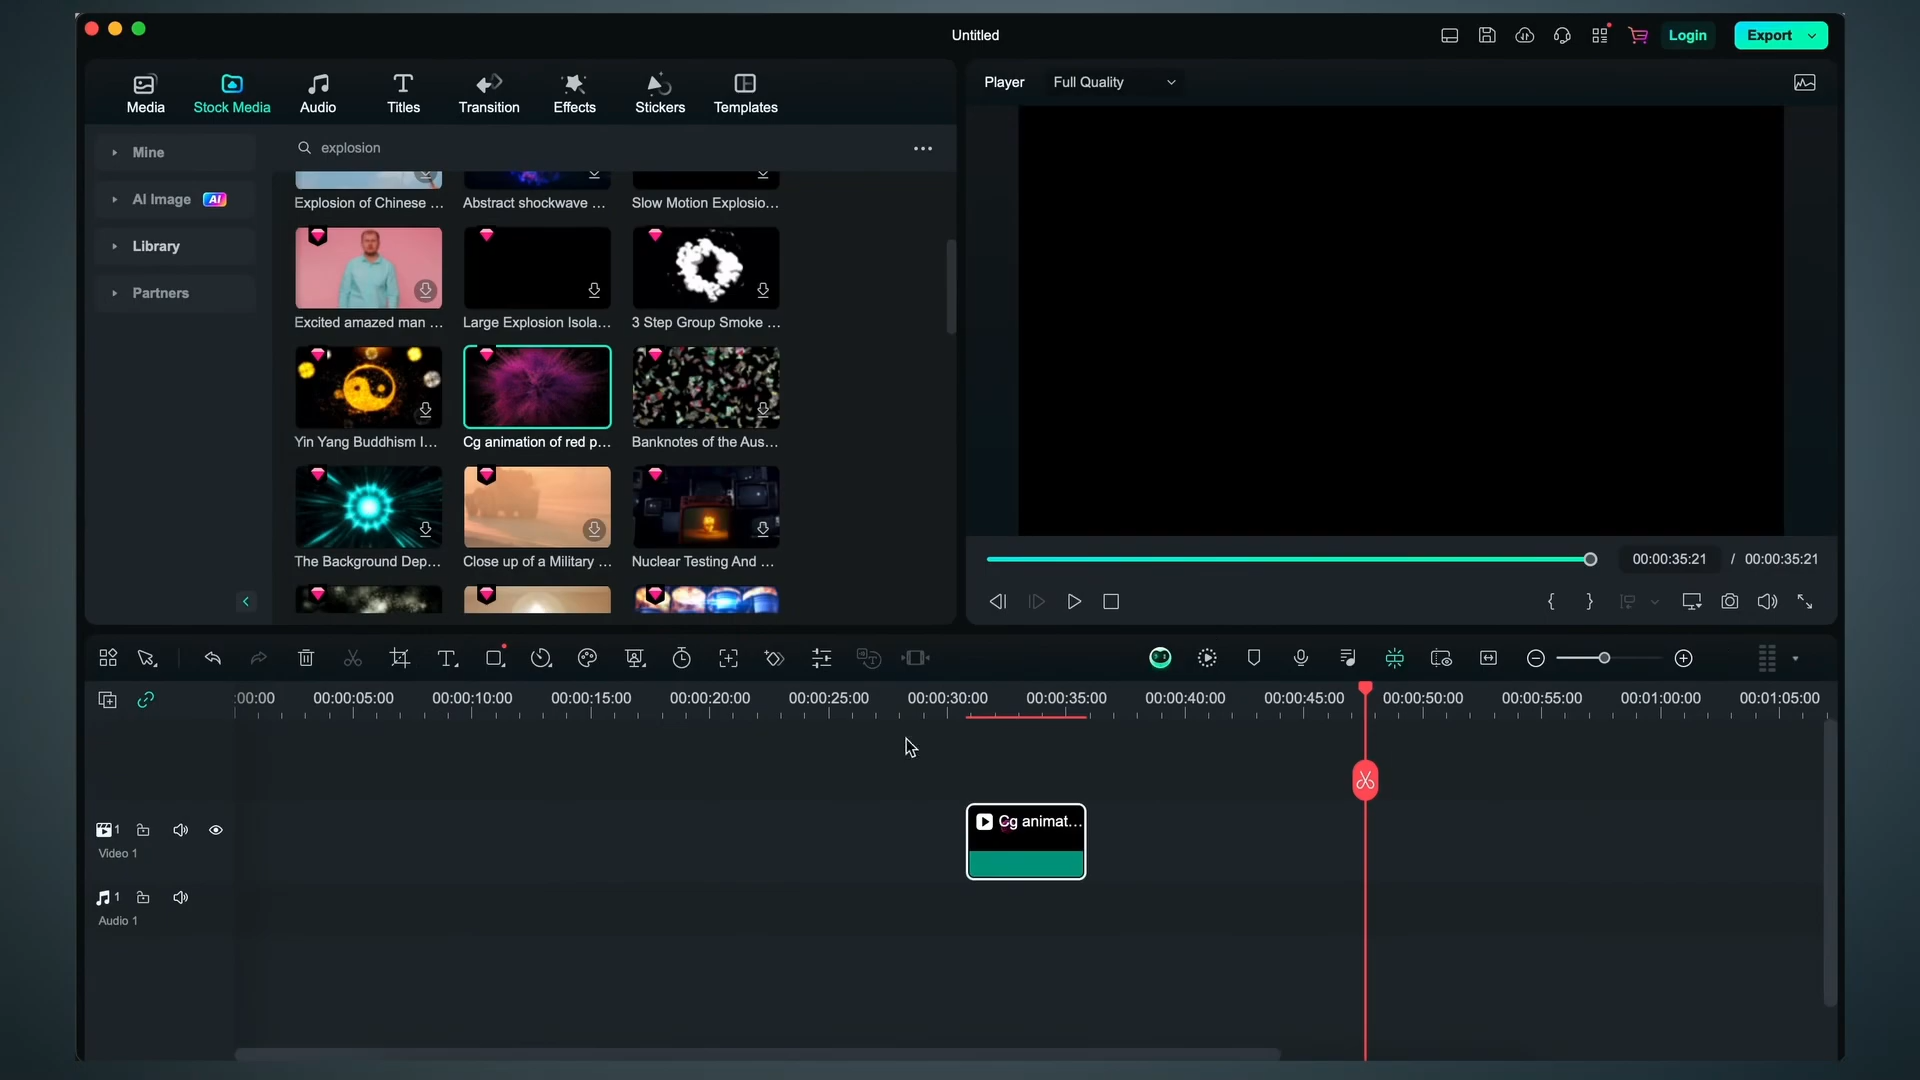 Untitled
Login
Export
Media
Stock Media
Audio
Titles
Transition
Effects
Stickers
Templates
Player
Full Quality
Mine
AI Image AI
Library
Partners
explosion
Explosion of Chinese ...
Abstract shockwave ...
Slow Motion Explosio...
Excited amazed man ...
Large Explosion Isola...
3 Step Group Smoke ...
Yin Yang Buddhism I...
Cg animation of red p...
Banknotes of the Aus...
The Background Dep...
Close up of a Military ...
Nuclear Testing And ...
00:00:35:21 / 00:00:35:21
:00:00 00:00:05:00 00:00:10:00 00:00:15:00 00:00:20:00 00:00:25:00 00:00:30:00 00:00:35:00 00:00:40:00 00:00:45:00 00:00:50:00 00:00:55:00 00:01:00:00 00:01:05:00
Cg animat...
1
Video 1
1
Audio 1